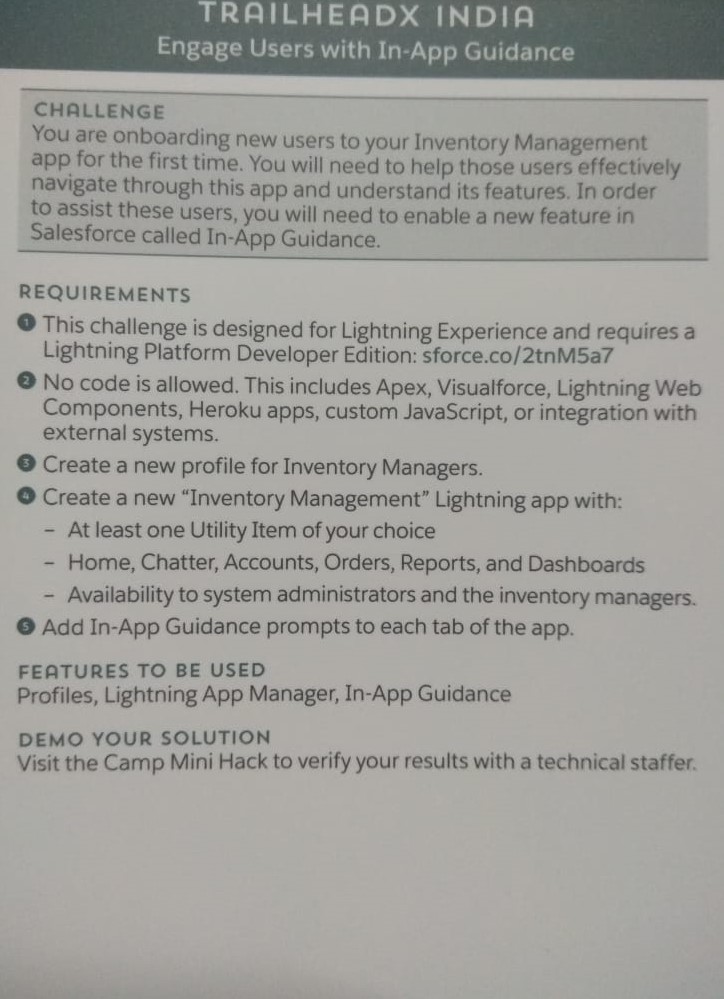 TRAILHEADX INDIA
Engage Users with In-App Guidance
CHALLENGE
You are onboarding new users to your Inventory Management
app for the first time. You will need to help those users effectively
navigate through this app and understand its features. In order
to assist these users, you will need to enable a new feature in
Salesforce called In-App Guidance.
REQUIREMENTS
1 This challenge is designed for Lightning Experience and requires a
Lightning Platform Developer Edition: sforce.co/2tnM5a7
2 No code is allowed. This includes Apex, Visualforce, Lightning Web
Components, Heroku apps, custom JavaScript, or integration with
external systems.
3 Create a new profile for Inventory Managers.
4 Create a new “Inventory Management” Lightning app with:
– At least one Utility Item of your choice
– Home, Chatter, Accounts, Orders, Reports, and Dashboards
– Availability to system administrators and the inventory managers.
5 Add In-App Guidance prompts to each tab of the app.
FEATURES TO BE USED
Profiles, Lightning App Manager, In-App Guidance
DEMO YOUR SOLUTION
Visit the Camp Mini Hack to verify your results with a technical staffer.